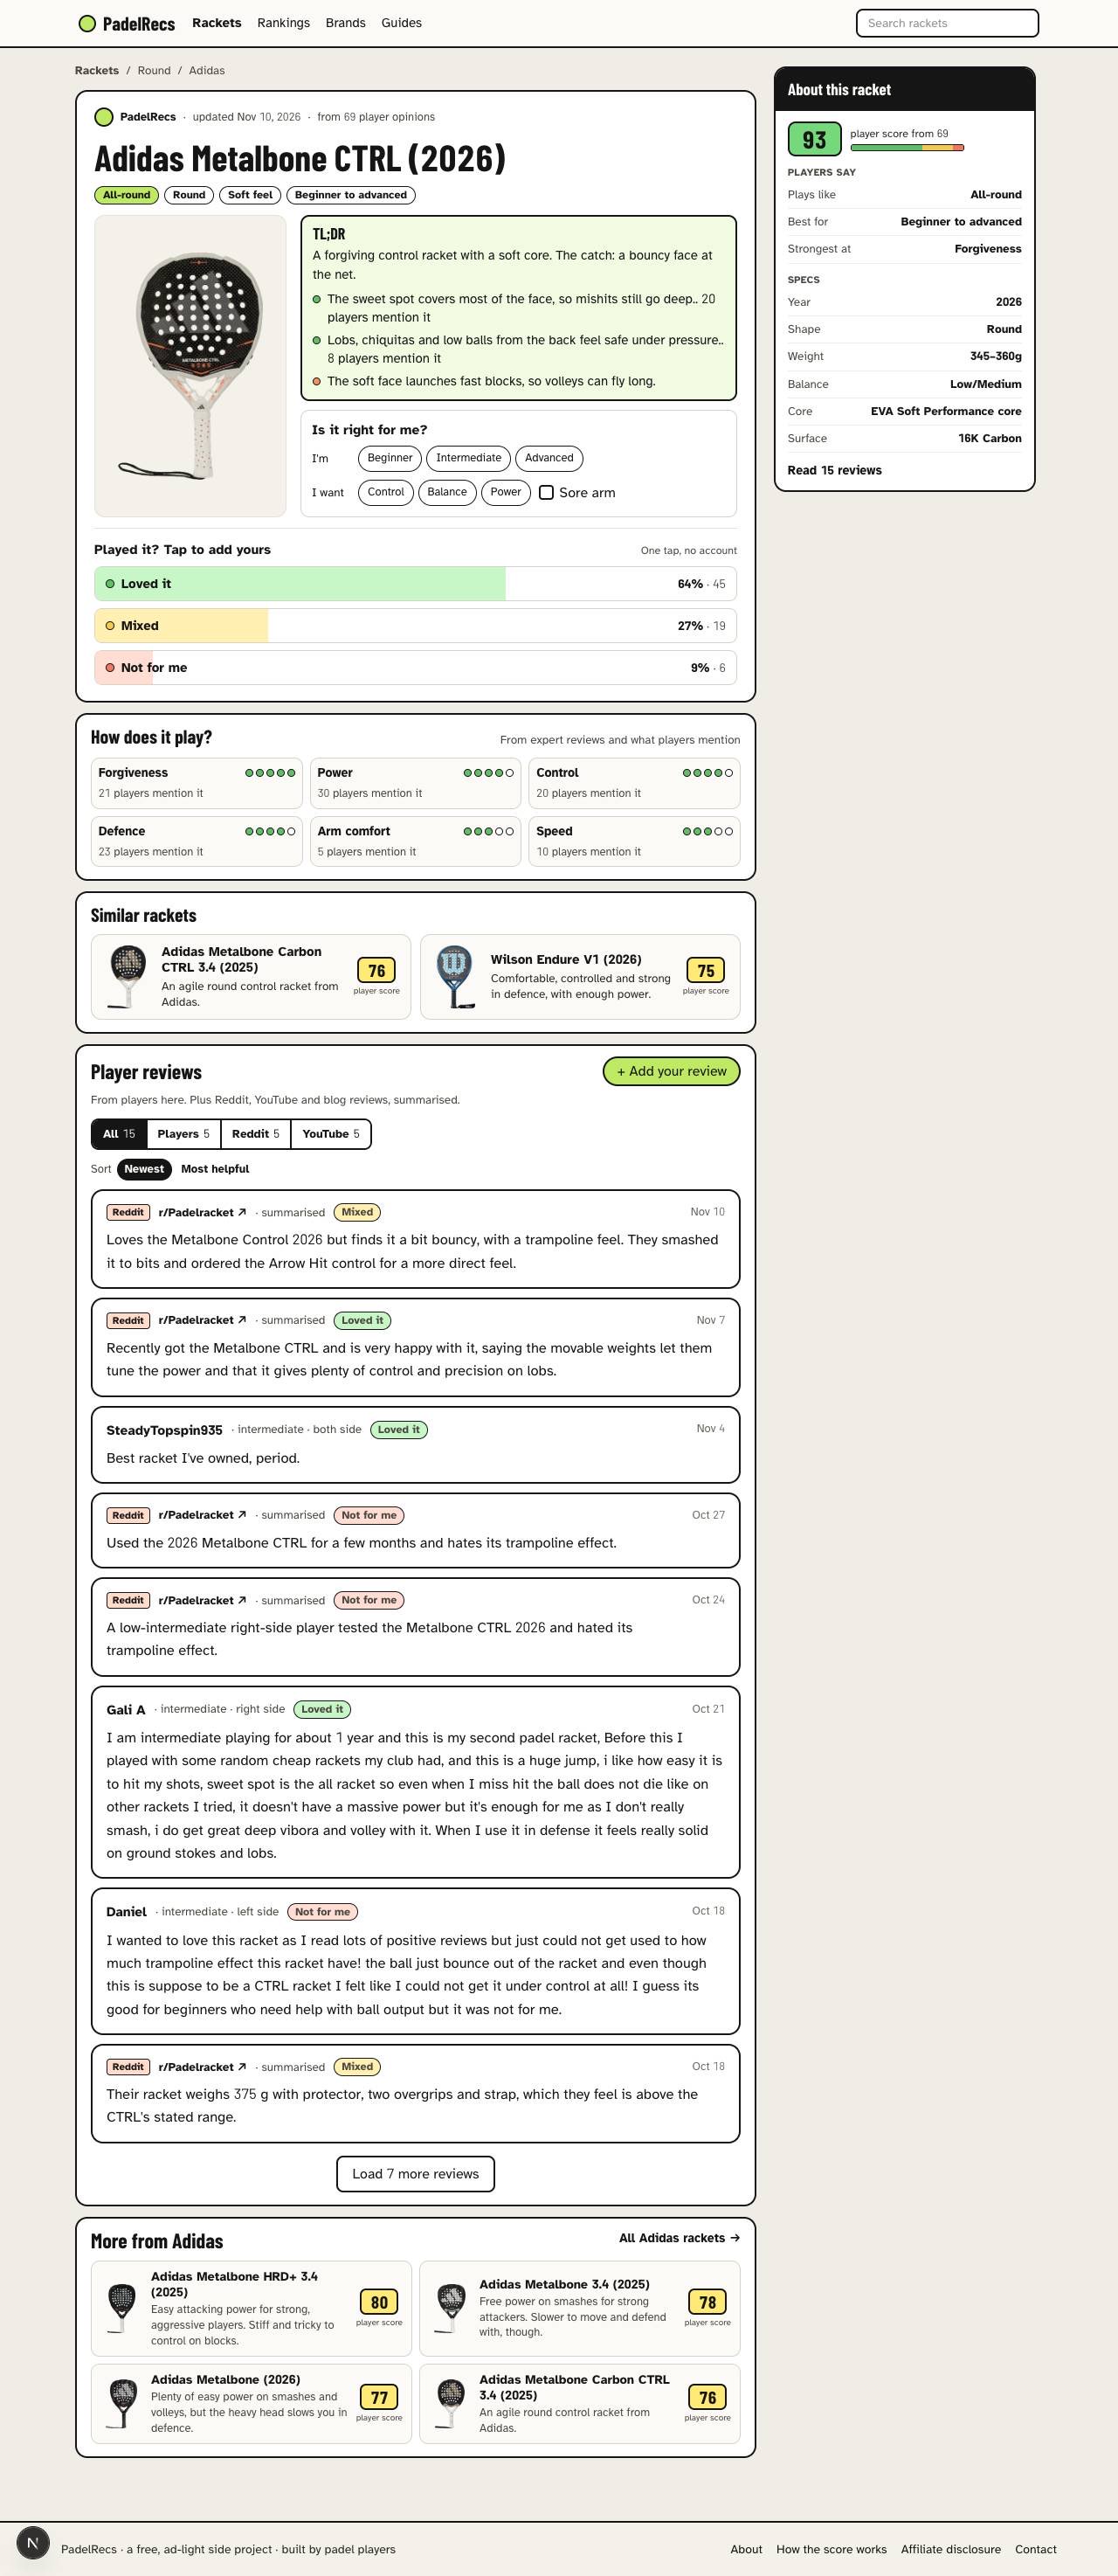 PadelRecs Rackets Rankings Brands Guides Search rackets
Rackets / Round / Adidas
PadelRecs · updated Nov 10, 2026 · from 69 player opinions
Adidas Metalbone CTRL (2026)
All-round Round Soft feel Beginner to advanced
METALBONE CTRL
TL;DR
A forgiving control racket with a soft core. The catch: a bouncy face at
the net.
The sweet spot covers most of the face, so mishits still go deep.. 20
players mention it
Lobs, chiquitas and low balls from the back feel safe under pressure..
8 players mention it
The soft face launches fast blocks, so volleys can fly long.
Is it right for me?
I'm Beginner Intermediate Advanced
I want Control Balance Power Sore arm
Played it? Tap to add yours One tap, no account
Loved it 64% · 45
Mixed 27% · 19
Not for me 9% · 6
How does it play? From expert reviews and what players mention
Forgiveness
21 players mention it
Power
30 players mention it
Control
20 players mention it
Defence
23 players mention it
Arm comfort
5 players mention it
Speed
10 players mention it
Similar rackets
Adidas Metalbone Carbon
CTRL 3.4 (2025)
An agile round control racket from
Adidas.
76
player score
Wilson Endure V1 (2026)
Comfortable, controlled and strong
in defence, with enough power.
75
player score
Player reviews + Add your review
From players here. Plus Reddit, YouTube and blog reviews, summarised.
All 15 Players 5 Reddit 5 YouTube 5
Sort Newest Most helpful
Reddit r/Padelracket ↗ · summarised Mixed Nov 10
Loves the Metalbone Control 2026 but finds it a bit bouncy, with a trampoline feel. They smashed
it to bits and ordered the Arrow Hit control for a more direct feel.
Reddit r/Padelracket ↗ · summarised Loved it Nov 7
Recently got the Metalbone CTRL and is very happy with it, saying the movable weights let them
tune the power and that it gives plenty of control and precision on lobs.
SteadyTopspin935 · intermediate · both side Loved it Nov 4
Best racket I've owned, period.
Reddit r/Padelracket ↗ · summarised Not for me Oct 27
Used the 2026 Metalbone CTRL for a few months and hates its trampoline effect.
Reddit r/Padelracket ↗ · summarised Not for me Oct 24
A low-intermediate right-side player tested the Metalbone CTRL 2026 and hated its
trampoline effect.
Gali A · intermediate · right side Loved it Oct 21
I am intermediate playing for about 1 year and this is my second padel racket, Before this I
played with some random cheap rackets my club had, and this is a huge jump, i like how easy it is
to hit my shots, sweet spot is the all racket so even when I miss hit the ball does not die like on
other rackets I tried, it doesn't have a massive power but it's enough for me as I don't really
smash, i do get great deep vibora and volley with it. When I use it in defense it feels really solid
on ground stokes and lobs.
Daniel · intermediate · left side Not for me Oct 18
I wanted to love this racket as I read lots of positive reviews but just could not get used to how
much trampoline effect this racket have! the ball just bounce out of the racket and even though
this is suppose to be a CTRL racket I felt like I could not get it under control at all! I guess its
good for beginners who need help with ball output but it was not for me.
Reddit r/Padelracket ↗ · summarised Mixed Oct 18
Their racket weighs 375 g with protector, two overgrips and strap, which they feel is above the
CTRL's stated range.
Load 7 more reviews
More from Adidas All Adidas rackets →
Adidas Metalbone HRD+ 3.4
(2025)
Easy attacking power for strong,
aggressive players. Stiff and tricky to
control on blocks.
80
player score
Adidas Metalbone 3.4 (2025)
Free power on smashes for strong
attackers. Slower to move and defend
with, though.
78
player score
Adidas Metalbone (2026)
Plenty of easy power on smashes and
volleys, but the heavy head slows you in
defence.
77
player score
Adidas Metalbone Carbon CTRL
3.4 (2025)
An agile round control racket from
Adidas.
76
player score
About this racket
93 player score from 69
PLAYERS SAY
Plays like All-round
Best for Beginner to advanced
Strongest at Forgiveness
SPECS
Year 2026
Shape Round
Weight 345–360g
Balance Low/Medium
Core EVA Soft Performance core
Surface 16K Carbon
Read 15 reviews
N PadelRecs · a free, ad-light side project · built by padel players About How the score works Affiliate disclosure Contact